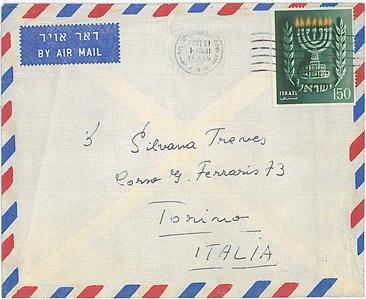 דאר אויר
BY AIR MAIL
ישראל
ISRAEL
150
Silvana Treves
Corso G. Ferraris 73
Torino
ITALIA